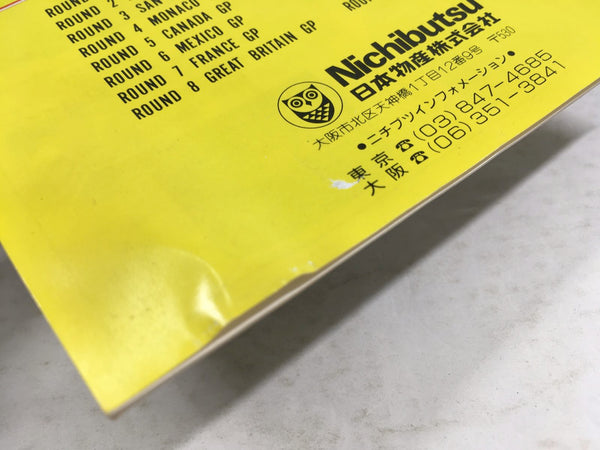 ROUND 2
ROUND 3 SAN
ROUND 4 MONACO
ROUND 5 CANADA GP
ROUND 6 MEXICO GP
ROUND 7 FRANCE GP
ROUND 8 GREAT BRITAIN GP
Nichibutsu
日本物産株式会社
大阪市北区天神橋1丁目12番9号 〒530
●ニチブツインフォメーション●
東京☎(03)847-4685
大阪☎(06)351-3841